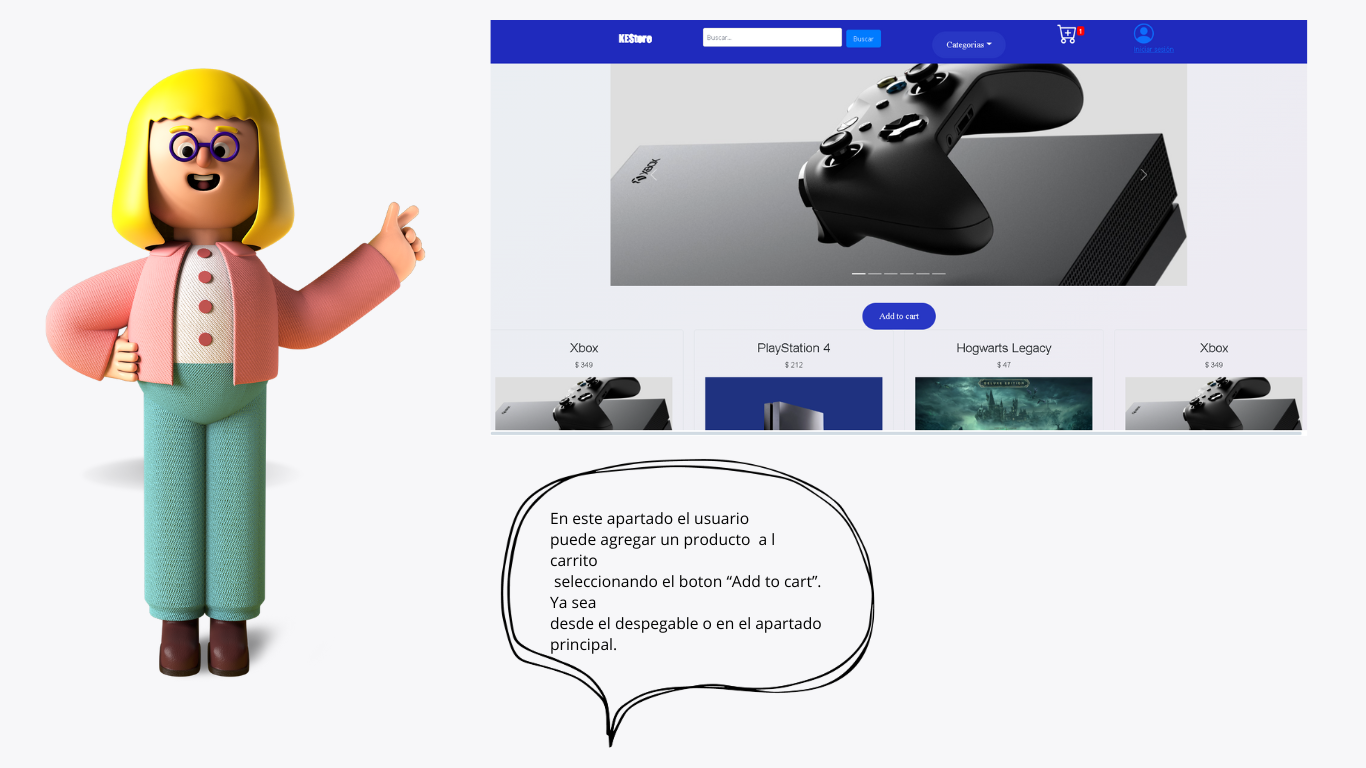 KEStore
Buscar...
Buscar
Categorias
1
Iniciar sesión
XBOX
Add to cart
Xbox
$ 349
PlayStation 4
$ 212
Hogwarts Legacy
$ 47
Xbox
$ 349
DELUXE EDITION
En este apartado el usuario
puede agregar un producto  a l
carrito
seleccionando el boton “Add to cart”.
Ya sea
desde el despegable o en el apartado
principal.